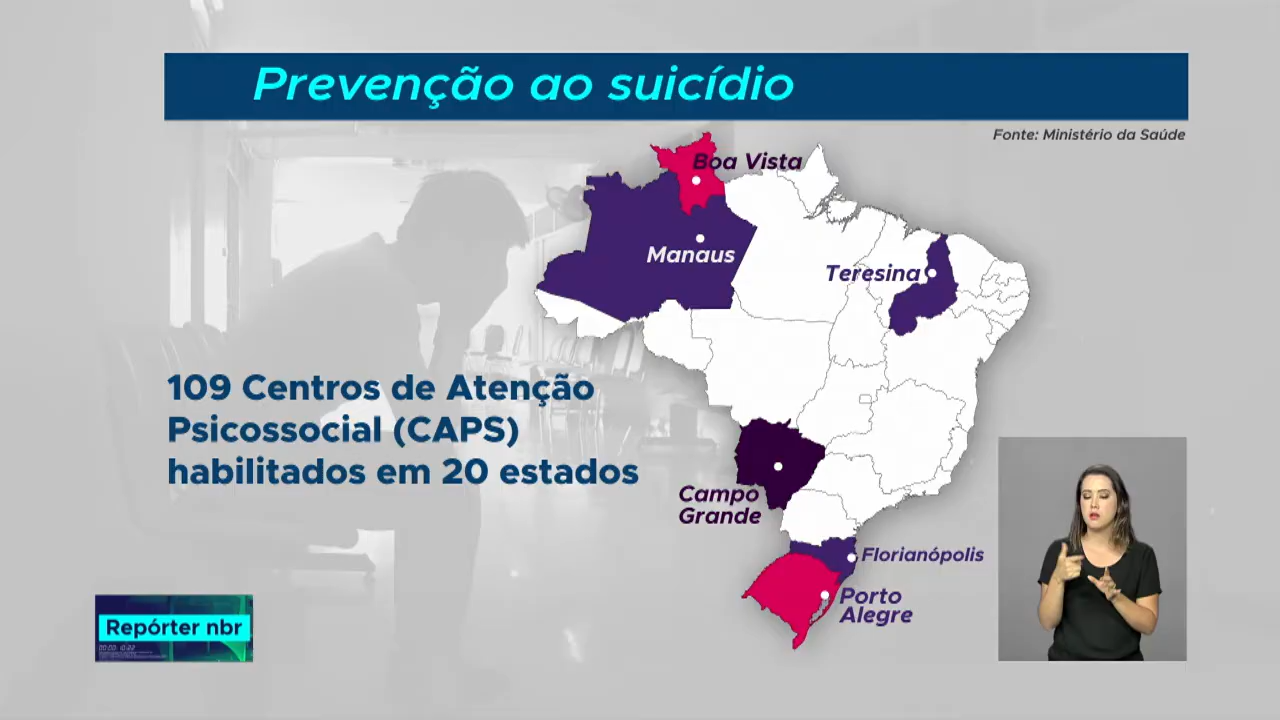 Prevenção ao suicídio
Fonte: Ministério da Saúde
Boa Vista
Manaus
Teresina
109 Centros de Atenção
Psicossocial (CAPS)
habilitados em 20 estados
Campo
Grande
Florianópolis
Porto
Alegre
Repórter nbr